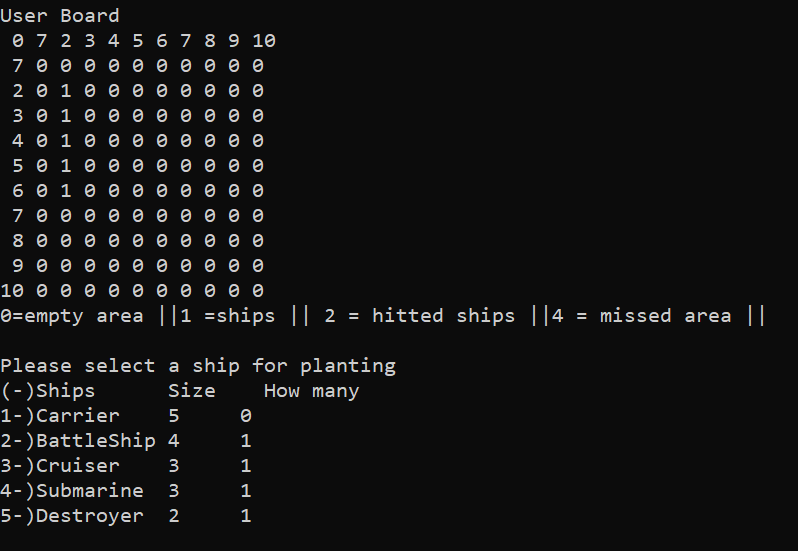 User Board
 0 7 2 3 4 5 6 7 8 9 10
 7 0 0 0 0 0 0 0 0 0 0
 2 0 1 0 0 0 0 0 0 0 0
 3 0 1 0 0 0 0 0 0 0 0
 4 0 1 0 0 0 0 0 0 0 0
 5 0 1 0 0 0 0 0 0 0 0
 6 0 1 0 0 0 0 0 0 0 0
 7 0 0 0 0 0 0 0 0 0 0
 8 0 0 0 0 0 0 0 0 0 0
 9 0 0 0 0 0 0 0 0 0 0
10 0 0 0 0 0 0 0 0 0 0
0=empty area ||1 =ships || 2 = hitted ships ||4 = missed area ||
Please select a ship for planting
(-)Ships      Size    How many
1-)Carrier    5     0
2-)BattleShip 4     1
3-)Cruiser    3     1
4-)Submarine  3     1
5-)Destroyer  2     1